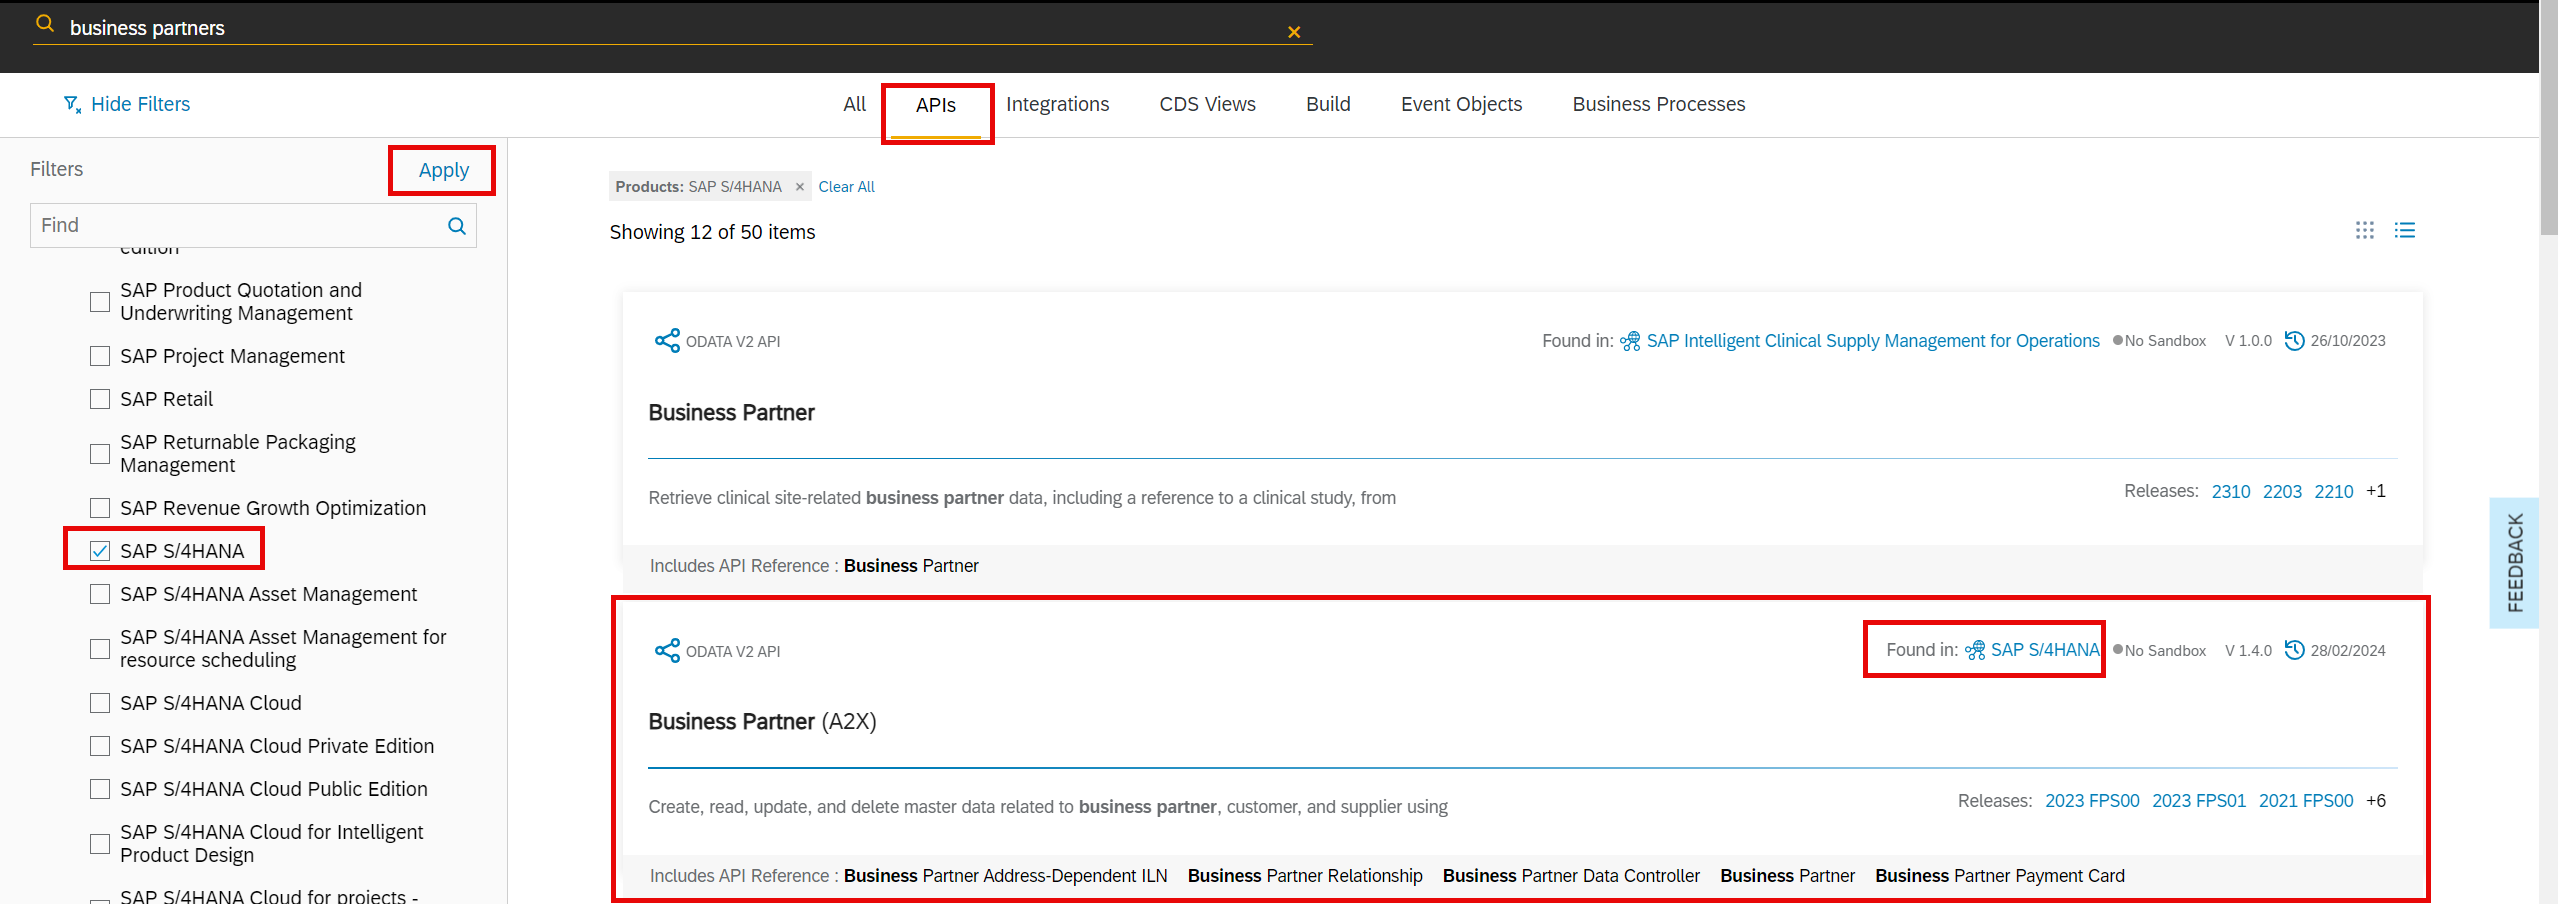 business partners
Hide Filters
All APIs Integrations CDS Views Build Event Objects Business Processes
Filters
Apply
Find
edition
SAP Product Quotation and
Underwriting Management
SAP Project Management
SAP Retail
SAP Returnable Packaging
Management
SAP Revenue Growth Optimization
SAP S/4HANA
SAP S/4HANA Asset Management
SAP S/4HANA Asset Management for
resource scheduling
SAP S/4HANA Cloud
SAP S/4HANA Cloud Private Edition
SAP S/4HANA Cloud Public Edition
SAP S/4HANA Cloud for Intelligent
Product Design
SAP S/4HANA Cloud for projects -
Products: SAP S/4HANA × Clear All
Showing 12 of 50 items
ODATA V2 API
Found in: SAP Intelligent Clinical Supply Management for Operations No Sandbox V 1.0.0 26/10/2023
Business Partner
Retrieve clinical site-related business partner data, including a reference to a clinical study, from
Releases: 2310 2203 2210 +1
Includes API Reference : Business Partner
ODATA V2 API
Found in: SAP S/4HANA No Sandbox V 1.4.0 28/02/2024
Business Partner (A2X)
Create, read, update, and delete master data related to business partner, customer, and supplier using
Releases: 2023 FPS00 2023 FPS01 2021 FPS00 +6
Includes API Reference : Business Partner Address-Dependent ILN Business Partner Relationship Business Partner Data Controller Business Partner Business Partner Payment Card
FEEDBACK